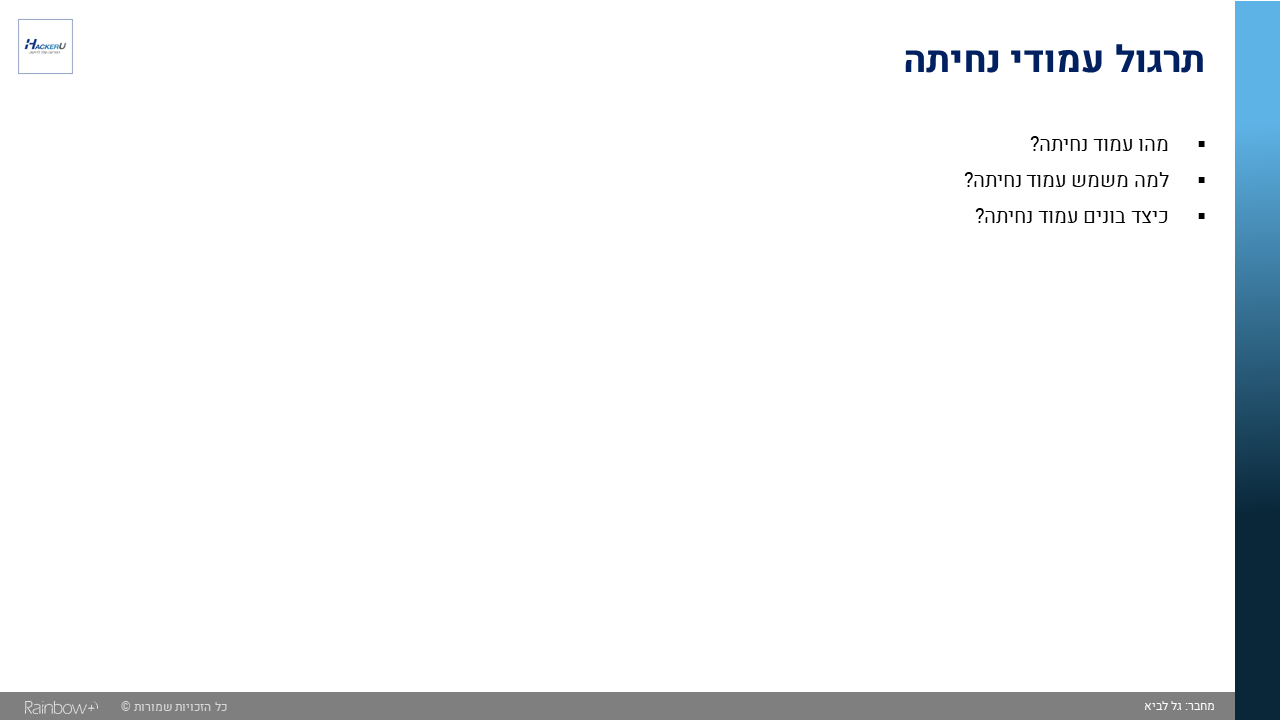 HACKERU
תרגול עמודי נחיתה
מהו עמוד נחיתה?
למה משמש עמוד נחיתה?
כיצד בונים עמוד נחיתה?
מחבר: גל לביא
כל הזכויות שמורות ©
Rainbow+